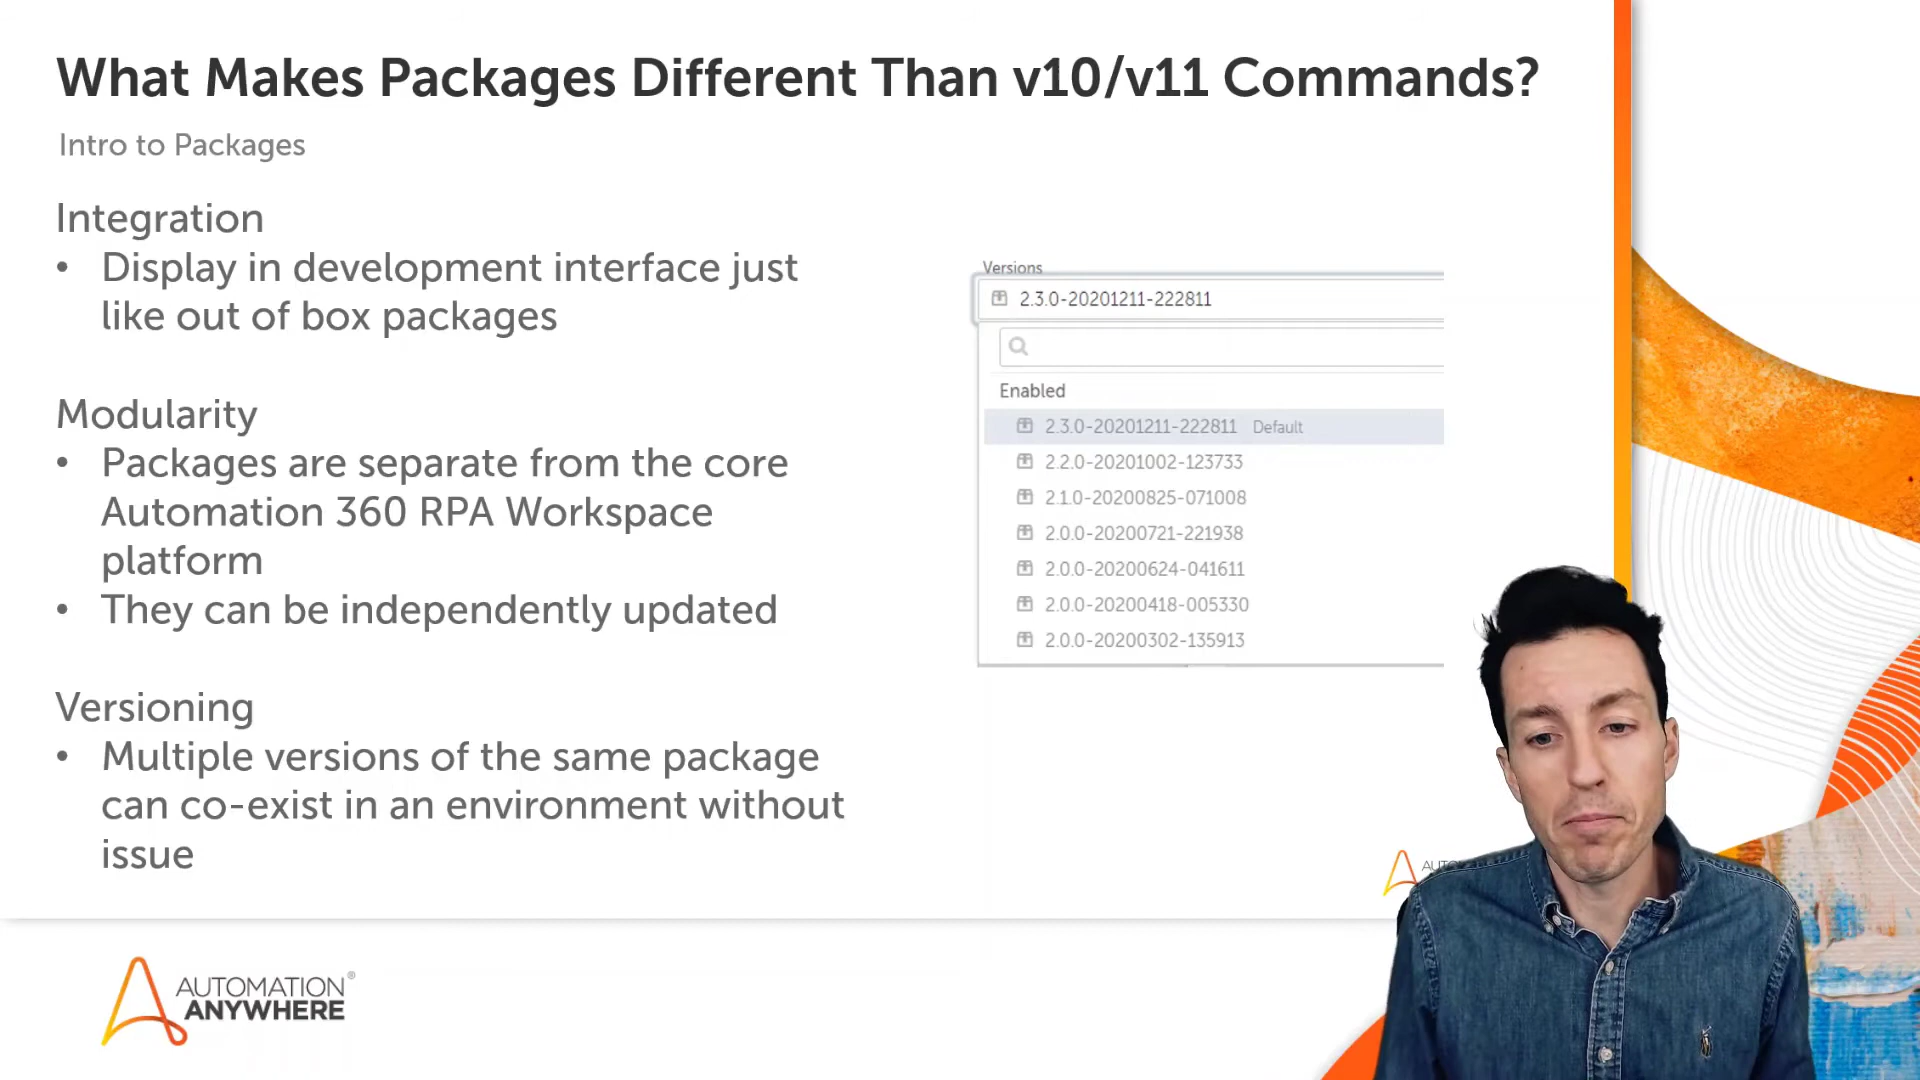 What Makes Packages Different Than v10/v11 Commands?
Intro to Packages
Integration
• Display in development interface just
like out of box packages
Modularity
• Packages are separate from the core
Automation 360 RPA Workspace
platform
• They can be independently updated
Versioning
• Multiple versions of the same package
can co-exist in an environment without
issue
Versions
2.3.0-20201211-222811
Enabled
2.3.0-20201211-222811 Default
2.2.0-20201002-123733
2.1.0-20200825-071008
2.0.0-20200721-221938
2.0.0-20200624-041611
2.0.0-20200418-005330
2.0.0-20200302-135913
AUTOMATION®
ANYWHERE